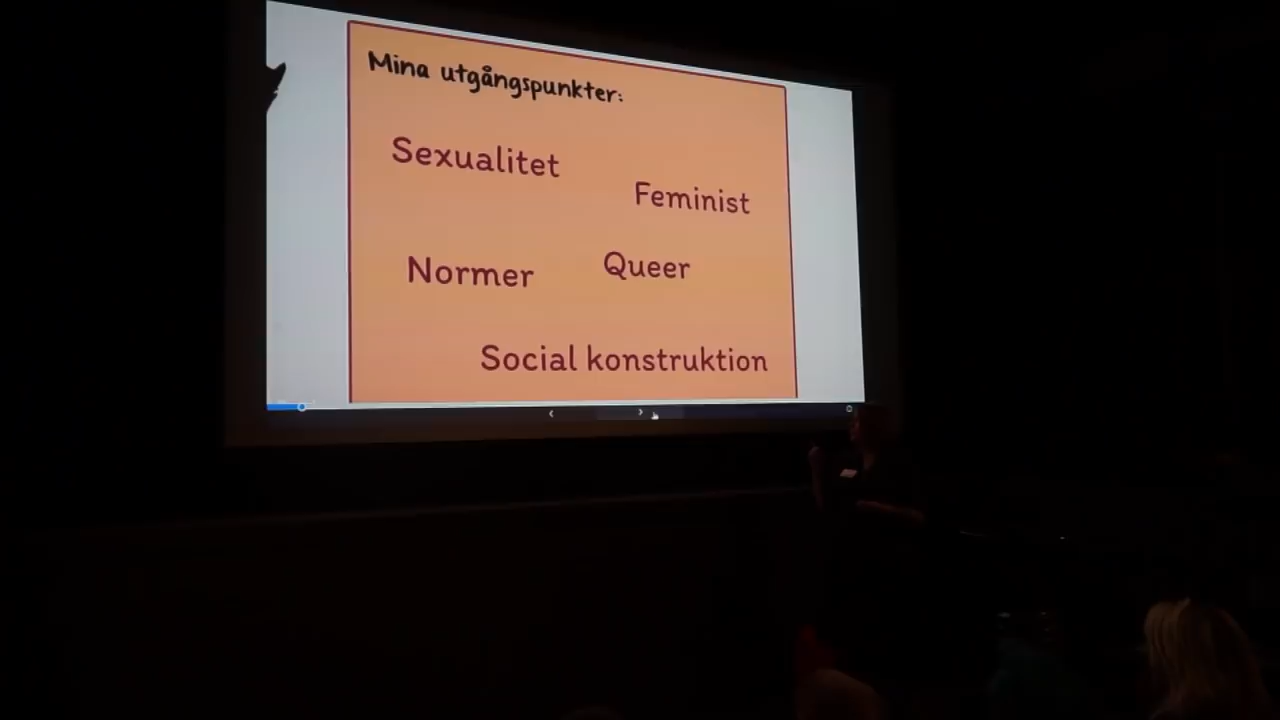 Mina utgångspunkter:
Sexualitet
Feminist
Normer
Queer
Social konstruktion